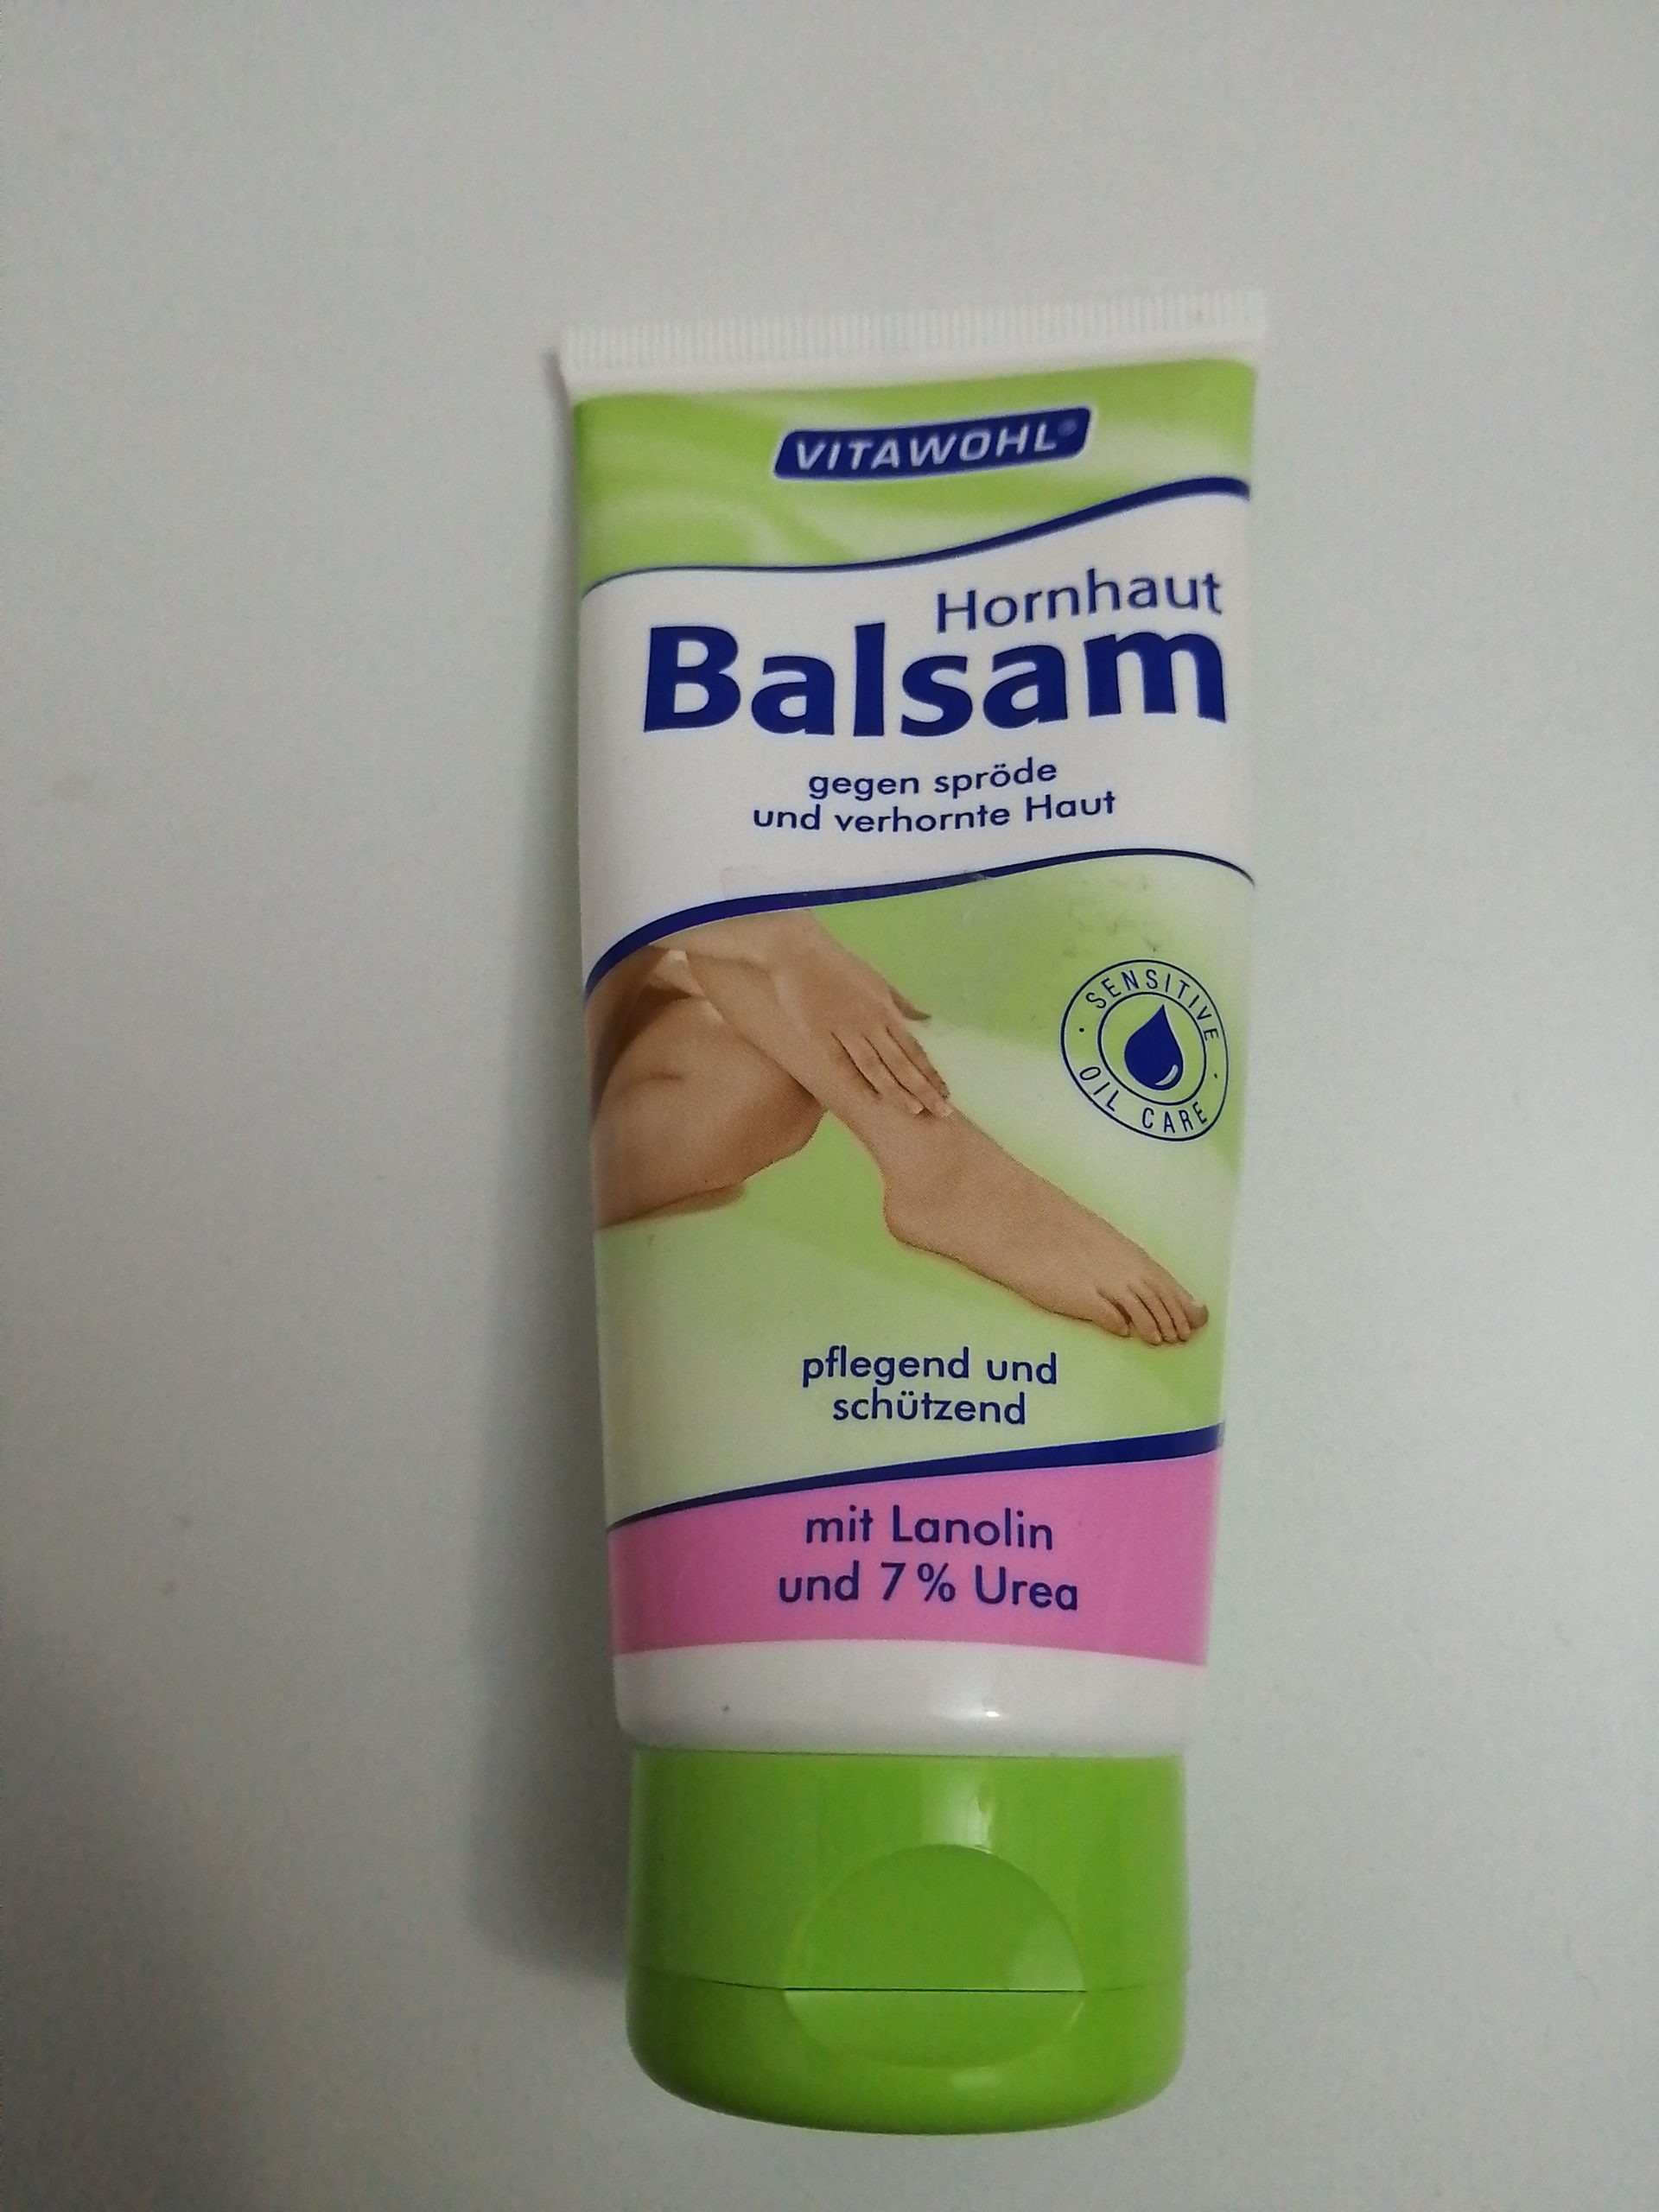 VITAWOHL®
Hornhaut
Balsam
gegen spröde
und verhornte Haut
· SENSITIVE ·
OIL CARE
pflegend und
schützend
mit Lanolin
und 7% Urea